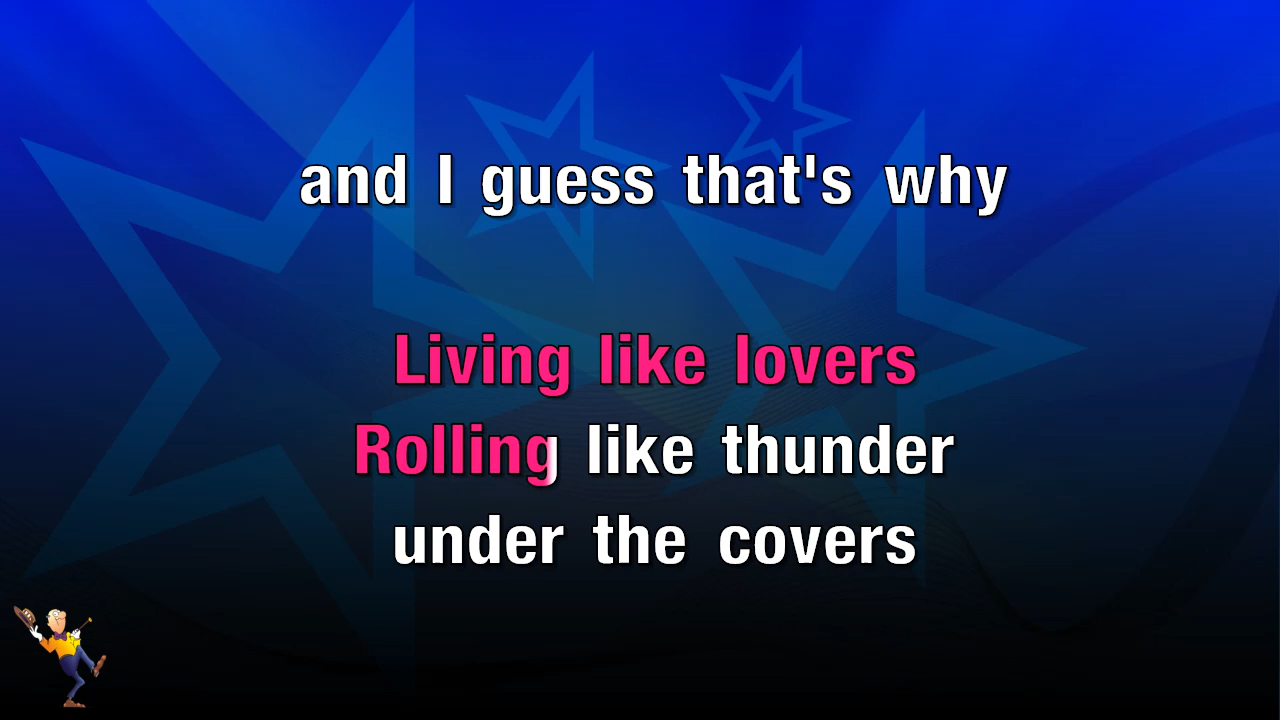 and I guess that's why
Living like lovers
Rolling like thunder
under the covers